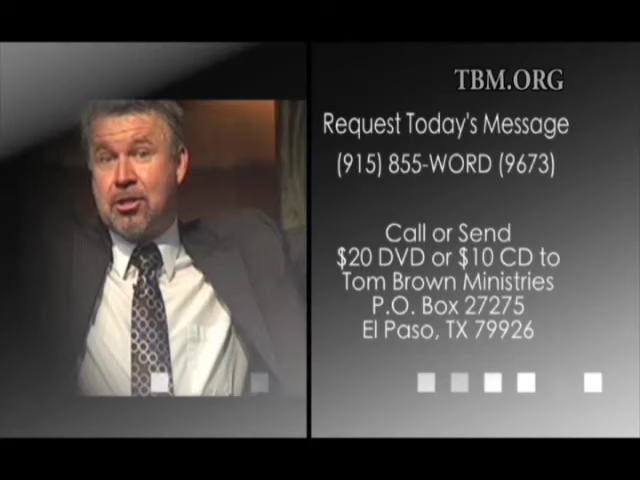 TBM.ORG
Request Today's Message
(915) 855-WORD (9673)
Call or Send
$20 DVD or $10 CD to
Tom Brown Ministries
P.O. Box 27275
El Paso, TX 79926